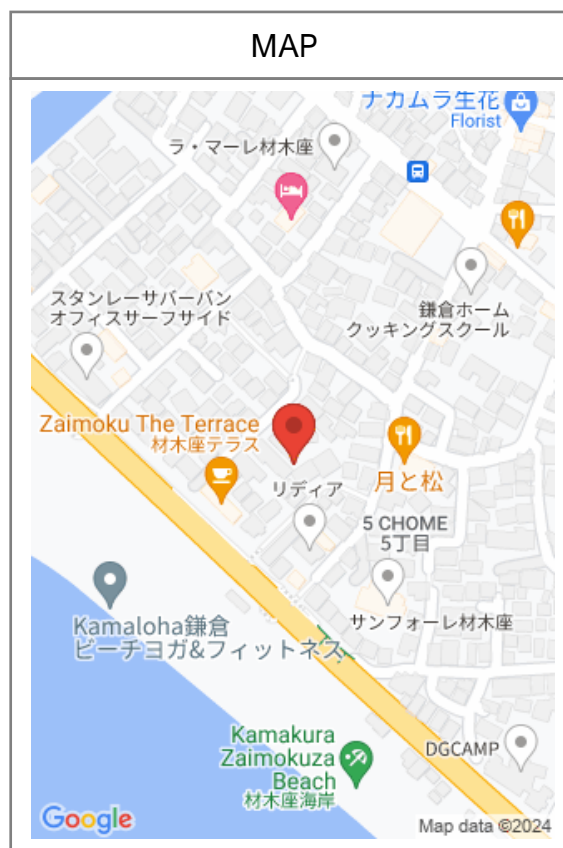 MAP
ナカムラ生花
Florist
ラ・マーレ材木座
鎌倉ホーム
クッキングスクール
スタンレーサバーバン
オフィスサーフサイド
Zaimoku The Terrace
材木座テラス
月と松
リディア
5 CHOME
5丁目
サンフォーレ材木座
Kamaloha鎌倉
ビーチヨガ&フィットネス
Kamakura
Zaimokuza
Beach
材木座海岸
DGCAMP
Google
Map data ©2024